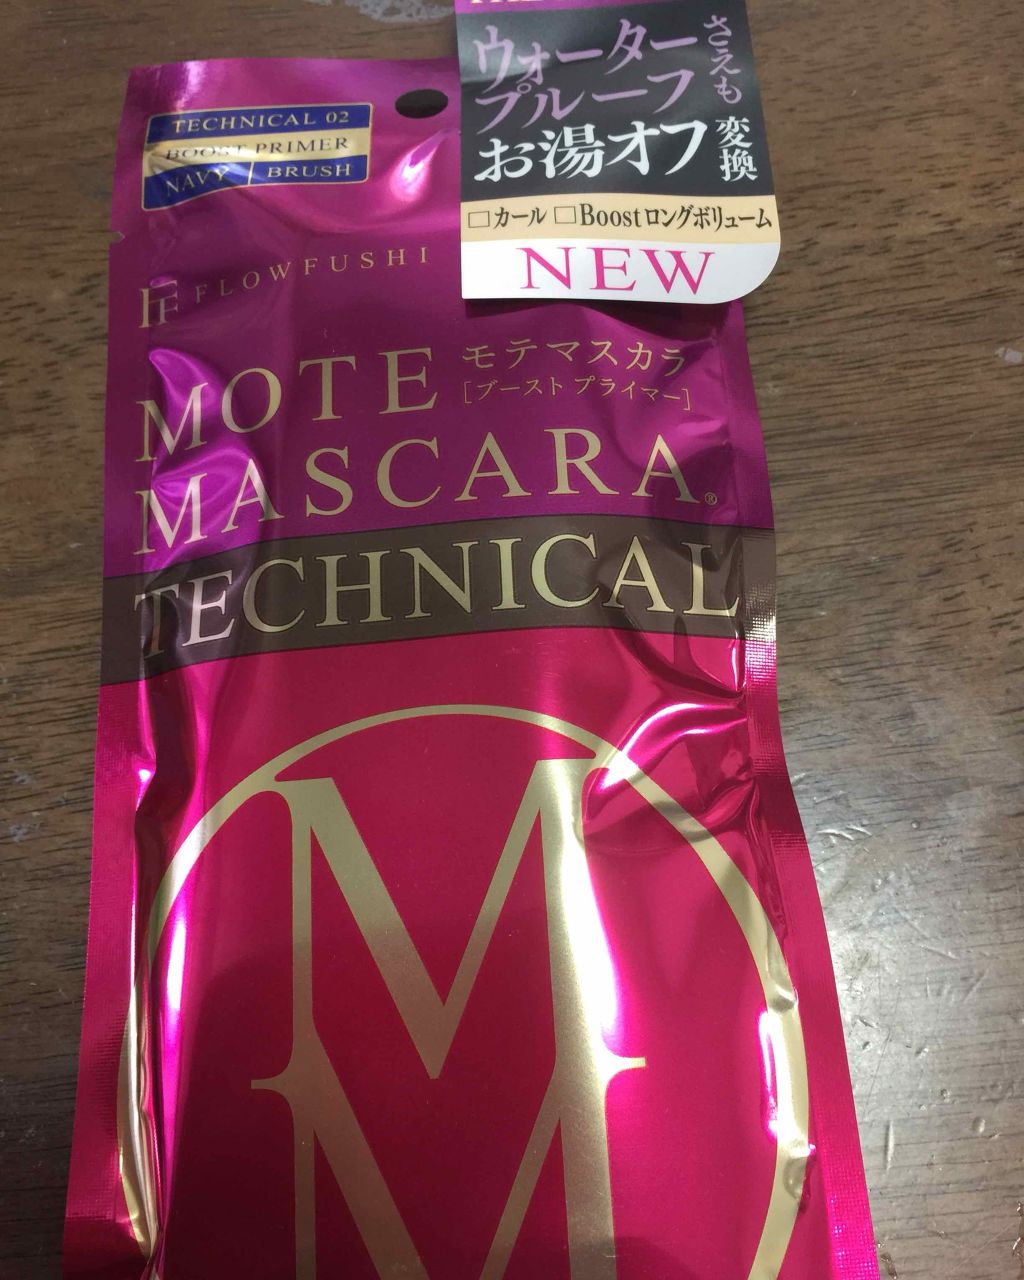 ウォーター
プルーフ
さえも
お湯オフ
変換
□カール □Boostロングボリューム
NEW
TECHNICAL 02
BOOST PRIMER
NAVY / BRUSH
FLOWFUSHI
MOTE
モテマスカラ
[ブースト プライマー]
MASCARA®
TECHNICAL